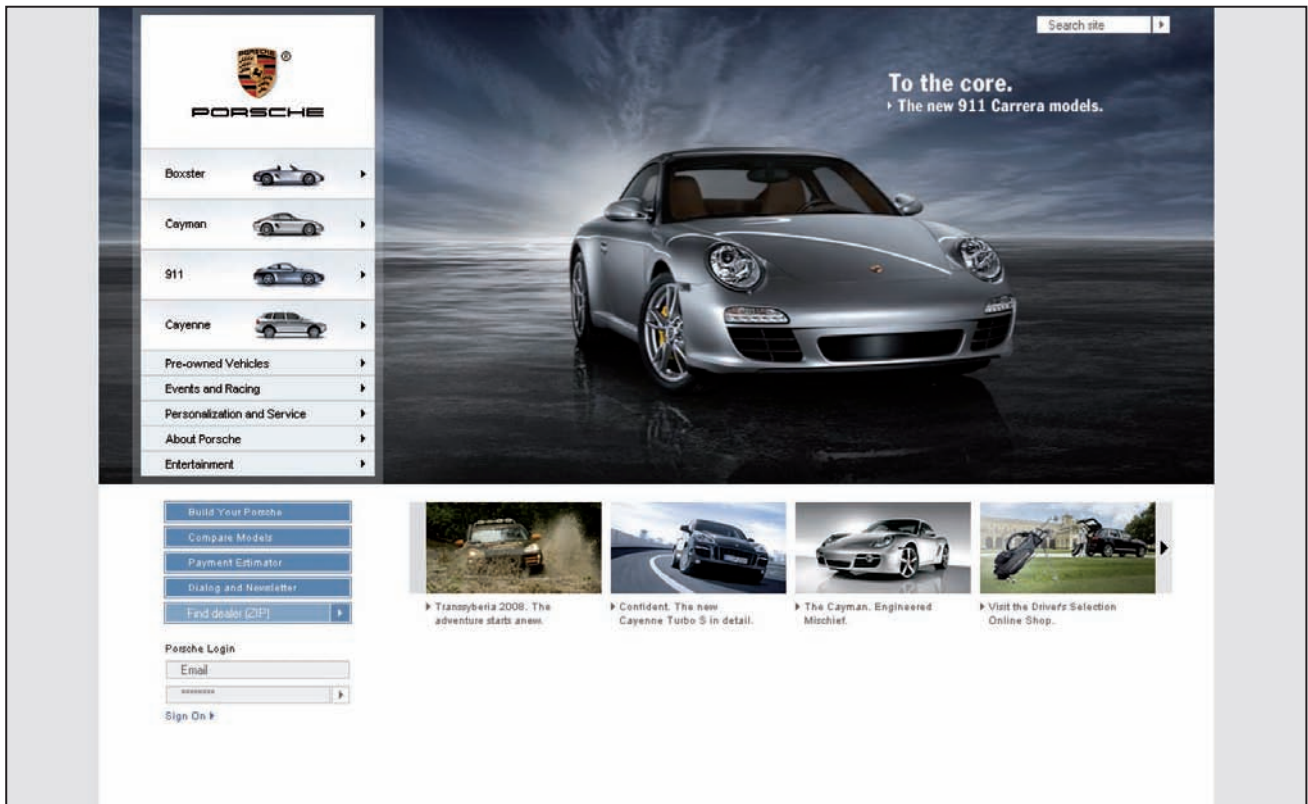 PORSCHE
®
PORSCHE
Boxster
Cayman
911
Cayenne
Pre-owned Vehicles
Events and Racing
Personalization and Service
About Porsche
Entertainment
Search site
To the core.
The new 911 Carrera models.
Build Your Porsche
Compare Models
Payment Estimator
Dialog and Newsletter
Find dealer (ZIP)
Porsche Login
Email
********
Sign On
Transsyberia 2008. The
adventure starts anew.
Confident. The new
Cayenne Turbo S in detail.
The Cayman. Engineered
Mischief.
Visit the Driver's Selection
Online Shop.